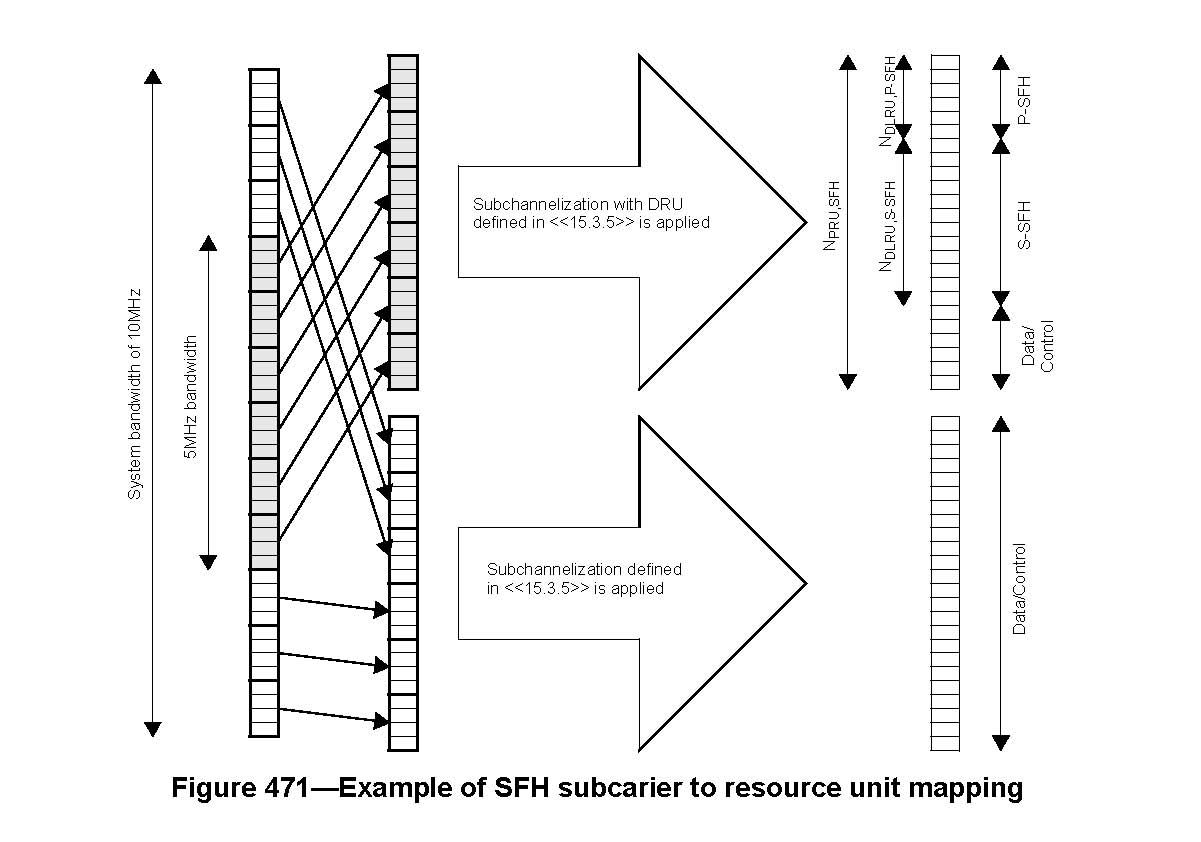 System bandwidth of 10MHz
5MHz bandwidth
Subchannelization with DRU
defined in <<15.3.5>> is applied
Subchannelization defined
in <<15.3.5>> is applied
NPRU,SFH
NDLRU,P-SFH
NDLRU,S-SFH
P-SFH
S-SFH
Data/
Control
Data/Control
Figure 471—Example of SFH subcarier to resource unit mapping